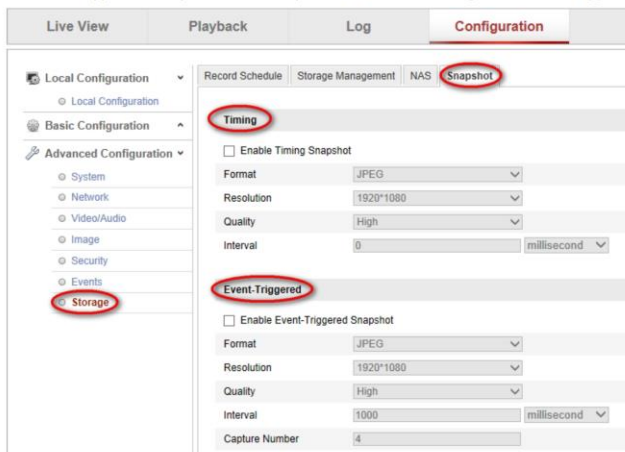 Live View Playback Log Configuration
Local Configuration
Local Configuration
Basic Configuration
Advanced Configuration
System
Network
Video/Audio
Image
Security
Events
Storage
Record Schedule Storage Management NAS Snapshot
Timing
Enable Timing Snapshot
Format JPEG
Resolution 1920*1080
Quality High
Interval 0 millisecond
Event-Triggered
Enable Event-Triggered Snapshot
Format JPEG
Resolution 1920*1080
Quality High
Interval 1000 millisecond
Capture Number 4